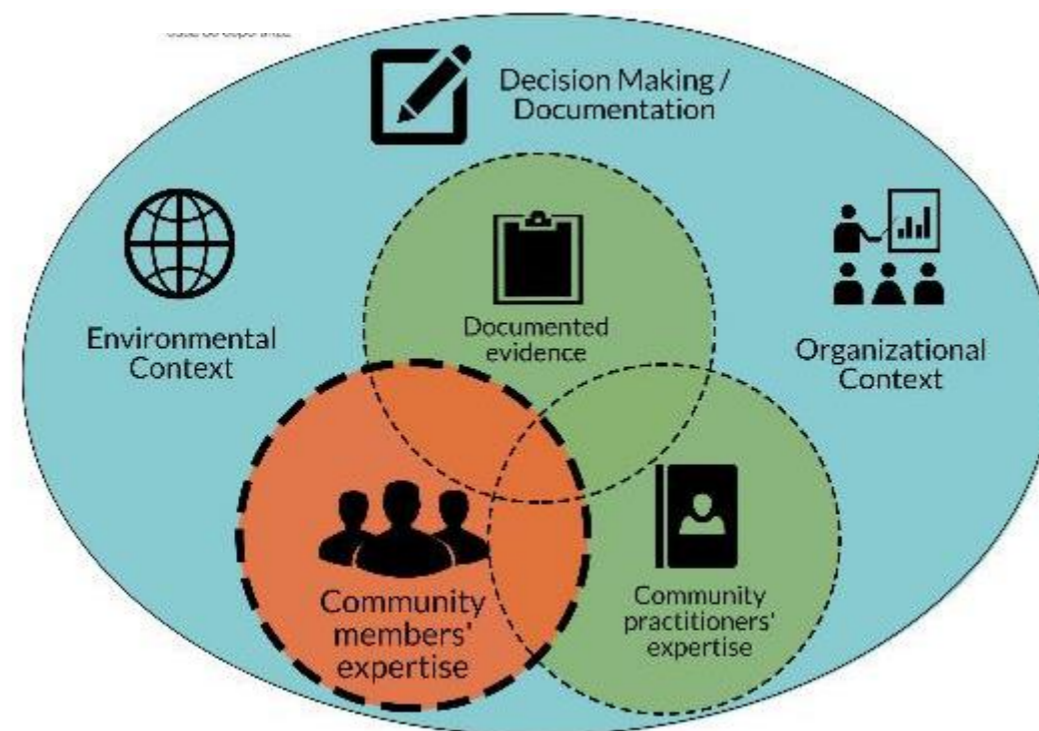 Decision Making /
Documentation
Environmental
Context
Documented
evidence
Organizational
Context
Community
members'
expertise
Community
practitioners'
expertise